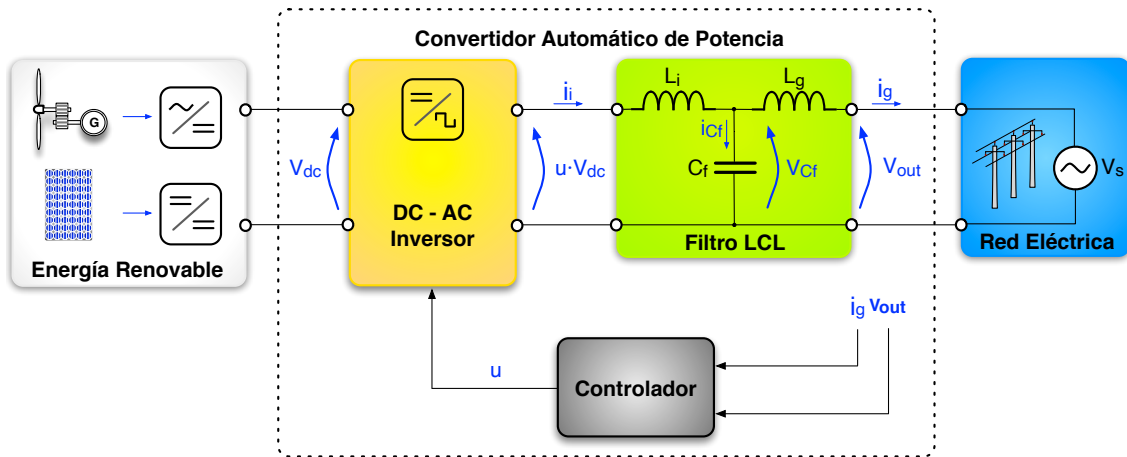 Convertidor Automático de Potencia
G
Energía Renovable
Vdc
DC - AC
Inversor
ii
u·Vdc
Li
Lg
iCf
Cf
VCf
Filtro LCL
ig
Vout
Vs
Red Eléctrica
ig vout
u
Controlador